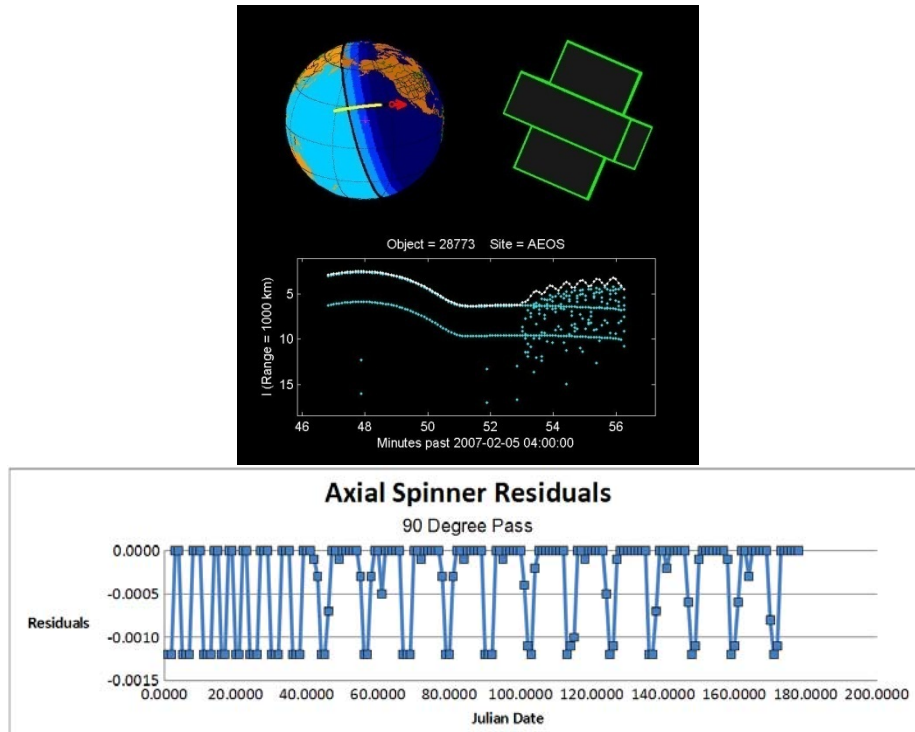 Object = 28773 Site = AEOS
I (Range = 1000 km)
5
10
15
46 48 50 52 54 56
Minutes past 2007-02-05 04:00:00
Axial Spinner Residuals
90 Degree Pass
Residuals
0.0000
-0.0005
-0.0010
-0.0015
0.0000 20.0000 40.0000 60.0000 80.0000 100.0000 120.0000 140.0000 160.0000 180.0000 200.0000
Julian Date